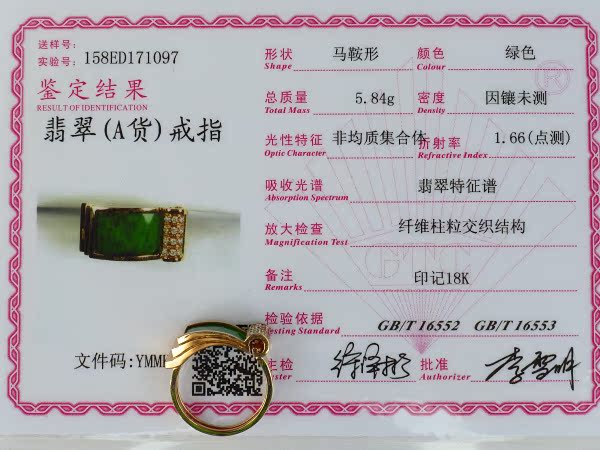 送样号:
实验号: 158ED171097
鉴定结果
RESULT OF IDENTIFICATION
翡翠(A货)戒指
文件码:YMM
形状 马鞍形 颜色 绿色
Shape Colour
总质量 5.84g 密度 因镶未测
Total Mass Density
光性特征 非均质集合体 折射率 1.66(点测)
Optic Character Refractive Index
吸收光谱 翡翠特征谱
Absorption Spectrum
放大检查 纤维柱粒交织结构
Magnification Test
备注 印记18K
Remarks
检验依据 GB/T 16552 GB/T 16553
Testing Standard
主检 批准
Authorizer